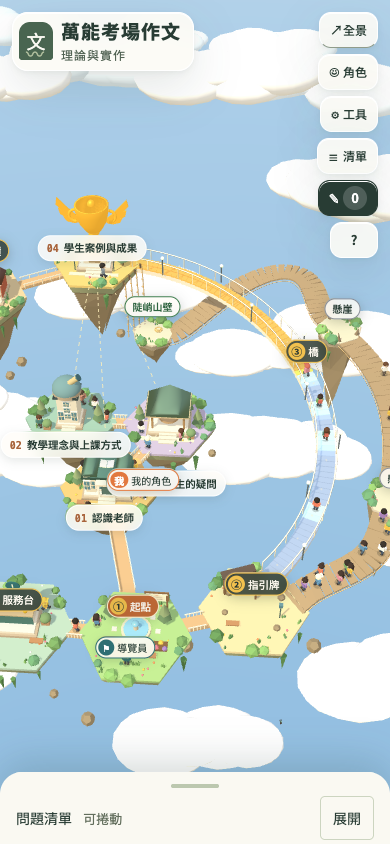 文
萬能考場作文
理論與實作
↗全景
☺ 角色
⚙ 工具
≡ 清單
✎ 0
?
04 學生案例與成果
陡峭山壁
懸崖
③ 橋
02 教學理念與上課方式
我 我的角色
生的疑問
01 認識老師
② 指引牌
服務台
① 起點
導覽員
問題清單 可捲動
展開